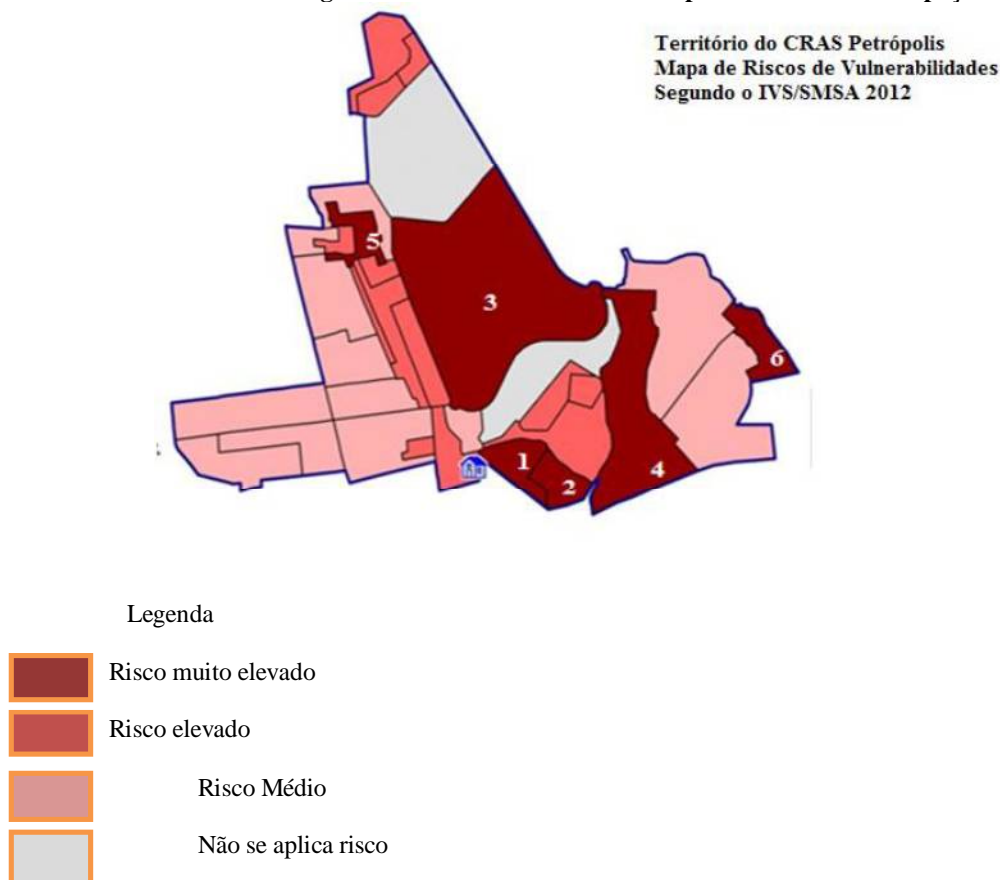 Território do CRAS Petrópolis
Mapa de Riscos de Vulnerabilidades
Segundo o IVS/SMSA 2012
5
3
6
1
4
2
Legenda
Risco muito elevado
Risco elevado
Risco Médio
Não se aplica risco